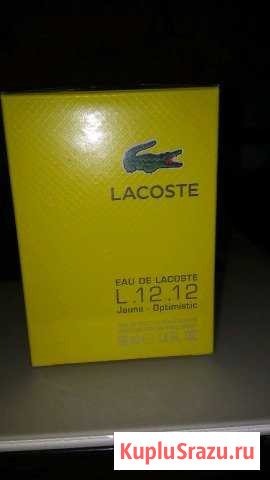 LACOSTE
EAU DE LACOSTE
L.12.12
Jaune - Optimistic
KupluSrazu.ru